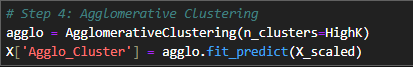 # Step 4: Agglomerative Clustering
agglo = AgglomerativeClustering(n_clusters=HighK)
X['Agglo_Cluster'] = agglo.fit_predict(X_scaled)